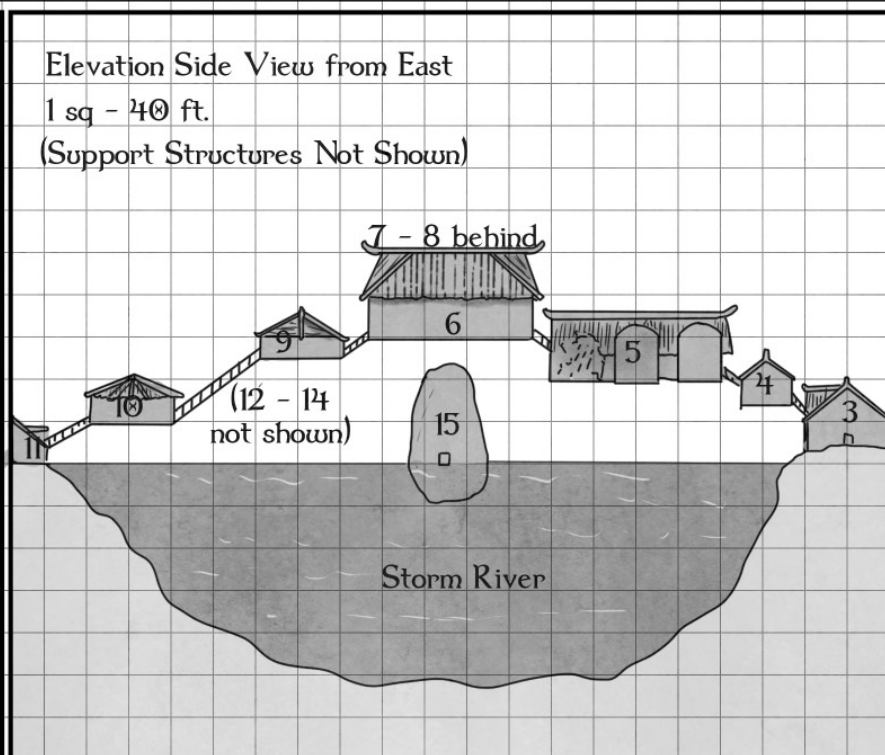 Elevation Side View from East
1 sq - 40 ft.
(Support Structures Not Shown)
7 - 8 behind
6
9
5
4
10
(12 - 14
not shown)
15
3
11
Storm River